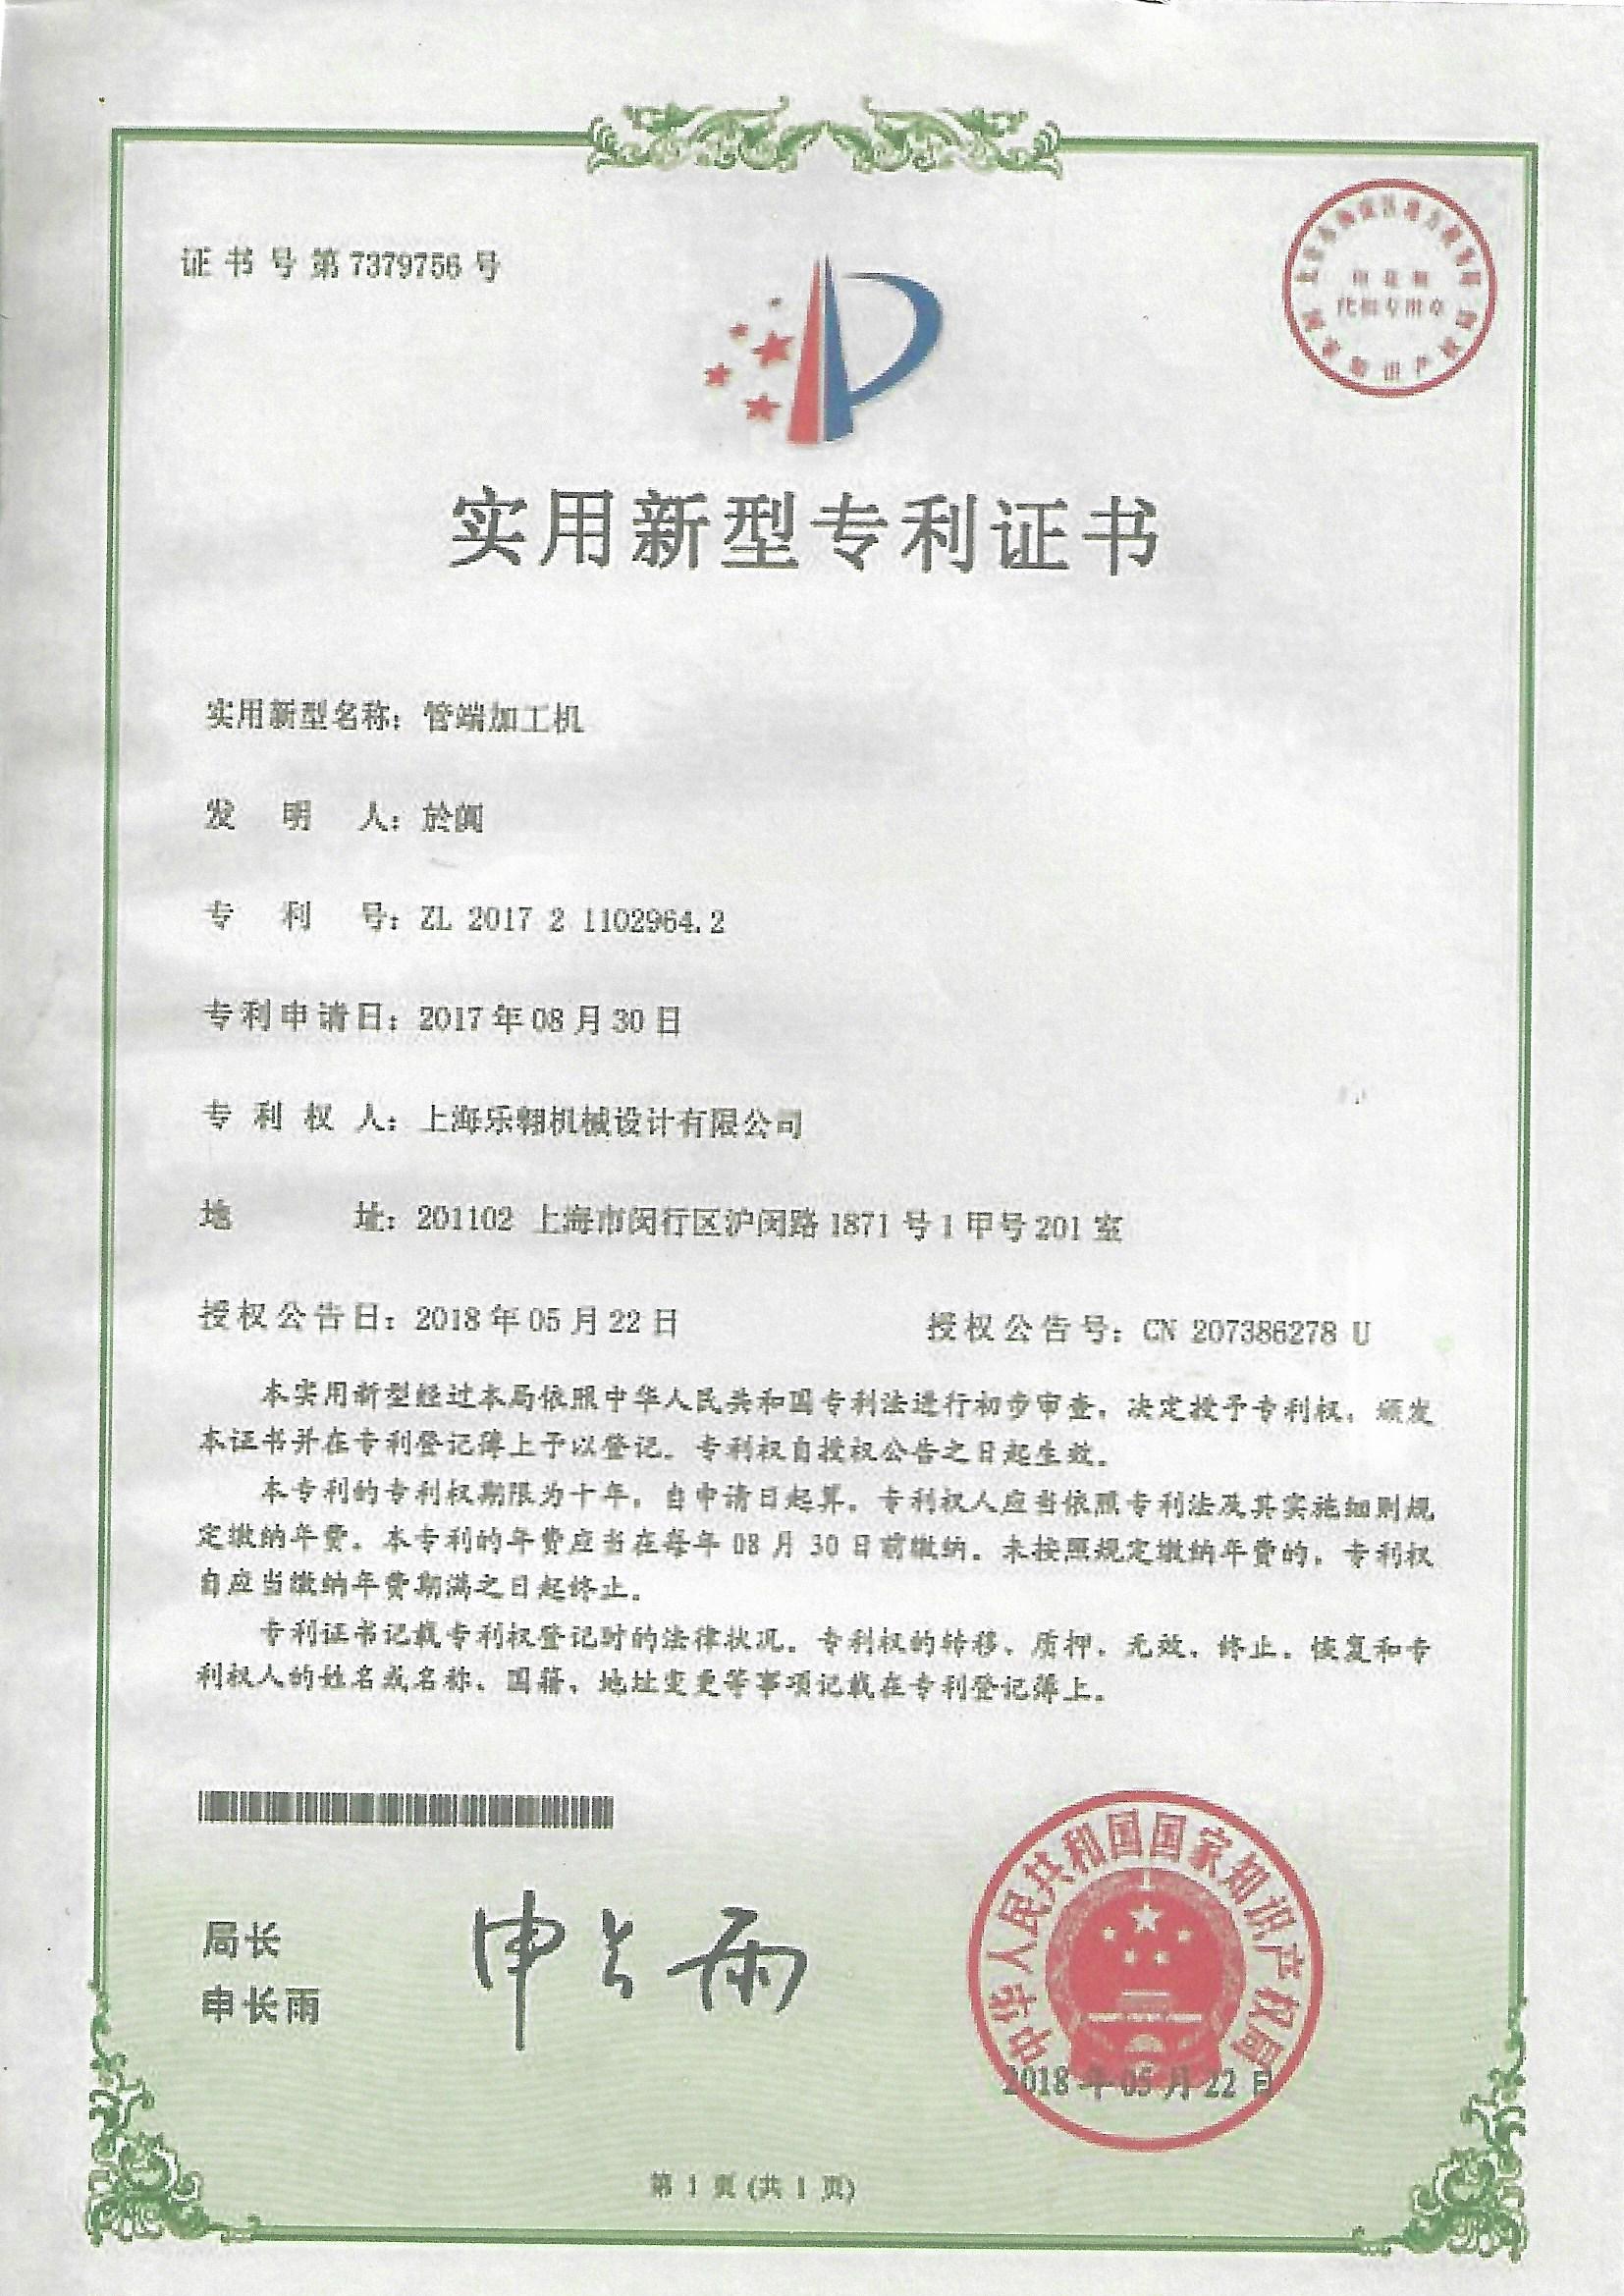 证书号第7379756号
印花税
代扣专用章
实用新型专利证书
实用新型名称：管端加工机
发明人：於阗
专利号：ZL 2017 2 1102964.2
专利申请日：2017年08月30日
专利权人：上海乐翱机械设计有限公司
地址：201102 上海市闵行区沪闵路1871号1甲号201室
授权公告日：2018年05月22日 授权公告号：CN 207386278 U
本实用新型经过本局依照中华人民共和国专利法进行初步审查，决定授予专利权，颁发
本证书并在专利登记簿上予以登记。专利权自授权公告之日起生效。
本专利的专利权期限为十年，自申请日起算。专利权人应当依照专利法及其实施细则规
定缴纳年费。本专利的年费应当在每年08月30日前缴纳。未按照规定缴纳年费的，专利权
自应当缴纳年费期满之日起终止。
专利证书记载专利权登记时的法律状况。专利权的转移、质押、无效、终止、恢复和专
利权人的姓名或名称、国籍、地址变更等事项记载在专利登记簿上。
局长
申长雨
申长雨
中华人民共和国国家知识产权局
2018年05月22日
第1页(共1页)